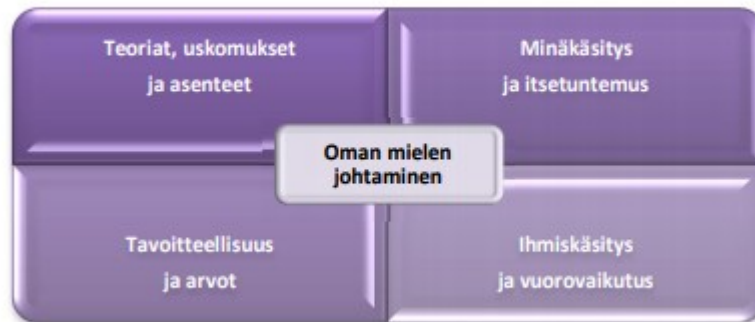 Teoriat, uskomukset
ja asenteet
Minäkäsitys
ja itsetuntemus
Oman mielen
johtaminen
Tavoitteellisuus
ja arvot
Ihmiskäsitys
ja vuorovaikutus